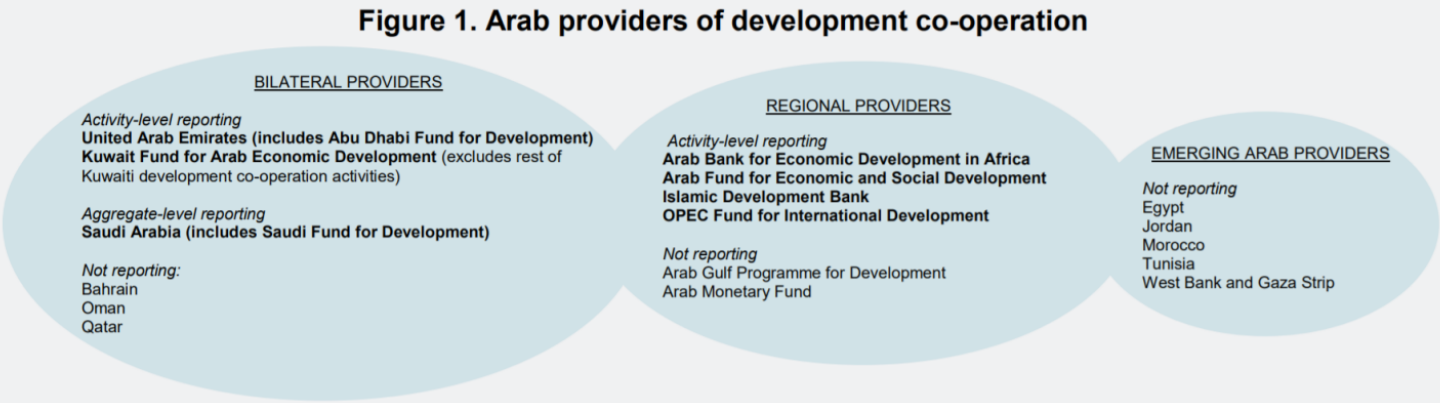 Figure 1. Arab providers of development co-operation
BILATERAL PROVIDERS
Activity-level reporting
United Arab Emirates (includes Abu Dhabi Fund for Development)
Kuwait Fund for Arab Economic Development (excludes rest of
Kuwaiti development co-operation activities)
Aggregate-level reporting
Saudi Arabia (includes Saudi Fund for Development)
Not reporting:
Bahrain
Oman
Qatar
REGIONAL PROVIDERS
Activity-level reporting
Arab Bank for Economic Development in Africa
Arab Fund for Economic and Social Development
Islamic Development Bank
OPEC Fund for International Development
Not reporting
Arab Gulf Programme for Development
Arab Monetary Fund
EMERGING ARAB PROVIDERS
Not reporting
Egypt
Jordan
Morocco
Tunisia
West Bank and Gaza Strip